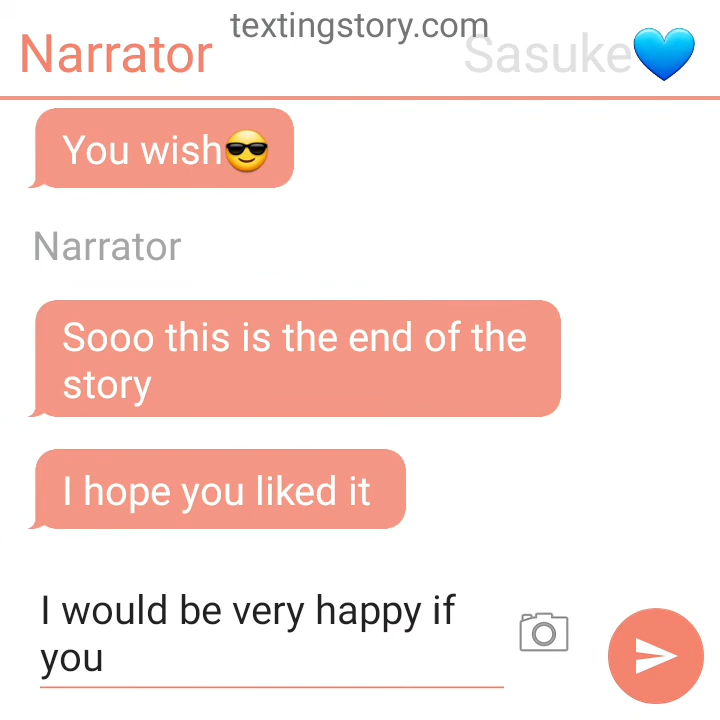 textingstory.com
Narrator
Sasuke💙
You wish😎
Narrator
Sooo this is the end of the
story
I hope you liked it
I would be very happy if
you